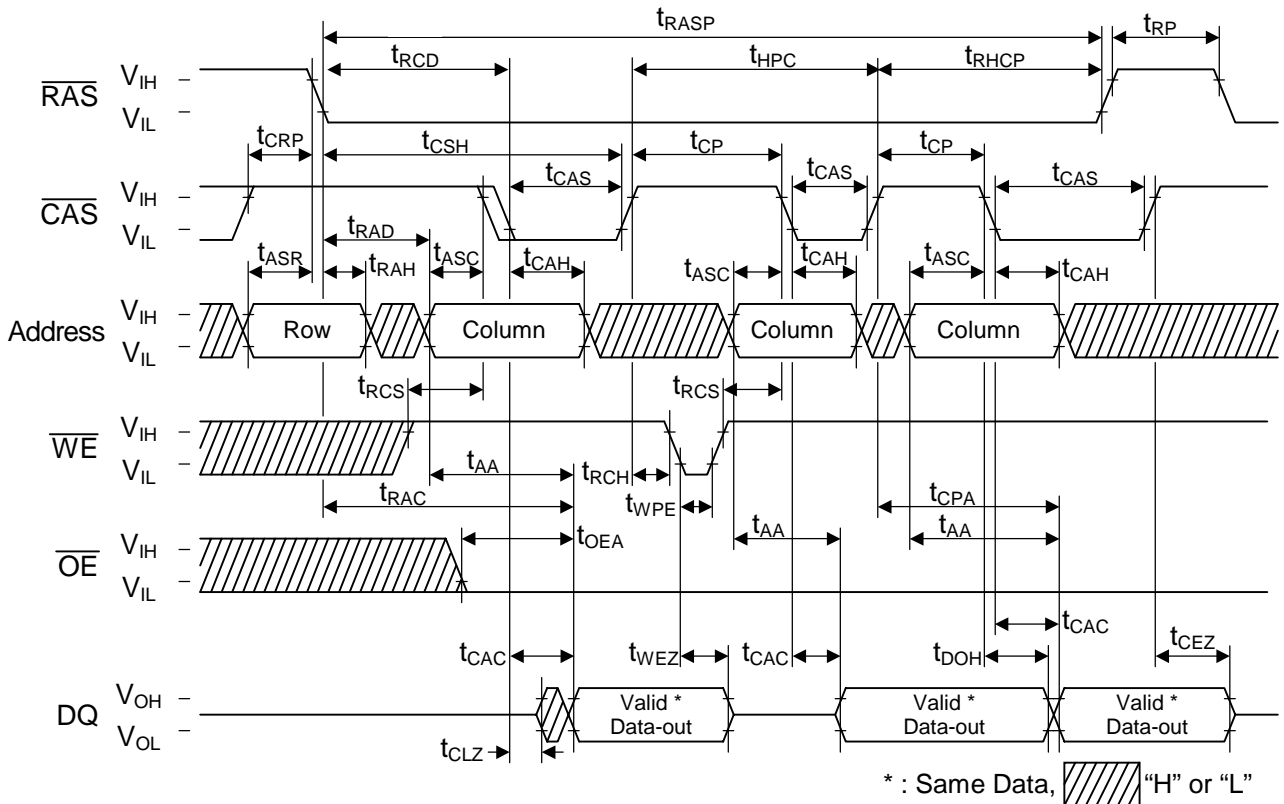 tRASP tRP
tRCD tHPC tRHCP
RAS VIH
VIL
tCRP tCSH tCP tCP
tCAS tCAS tCAS
CAS VIH
VIL
tRAD
tASR tRAH tASC tCAH tASC tCAH tASC tCAH
Address VIH
VIL
Row Column Column Column
tRCS tRCS
WE VIH
VIL
tAA tRCH
tRAC tWPE tCPA
tOEA tAA tAA
OE VIH
VIL
tCAC
tCAC tWEZ tCAC tDOH tCEZ
DQ VOH
VOL
Valid * Valid * Valid *
Data-out Data-out Data-out
tCLZ
* : Same Data, “H” or “L”